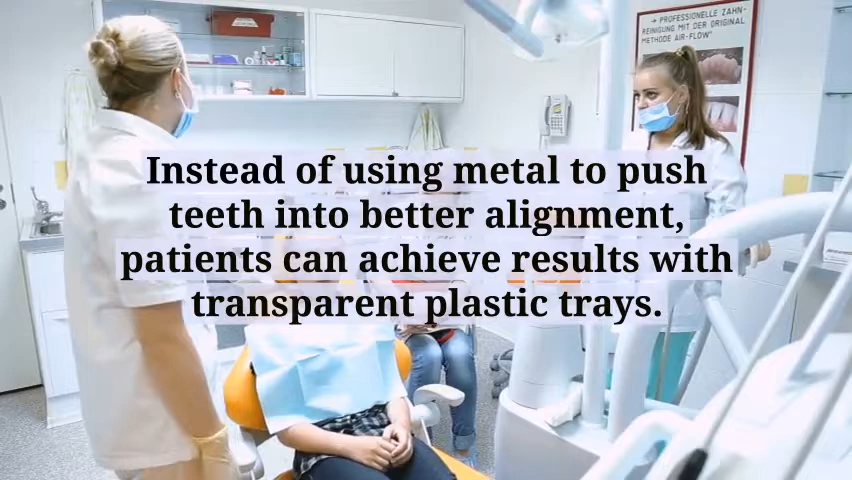 → PROFESSIONELLE ZAHN-
REINIGUNG MIT DER ORIGINAL
METHODE AIR-FLOW"
Instead of using metal to push
teeth into better alignment,
patients can achieve results with
transparent plastic trays.